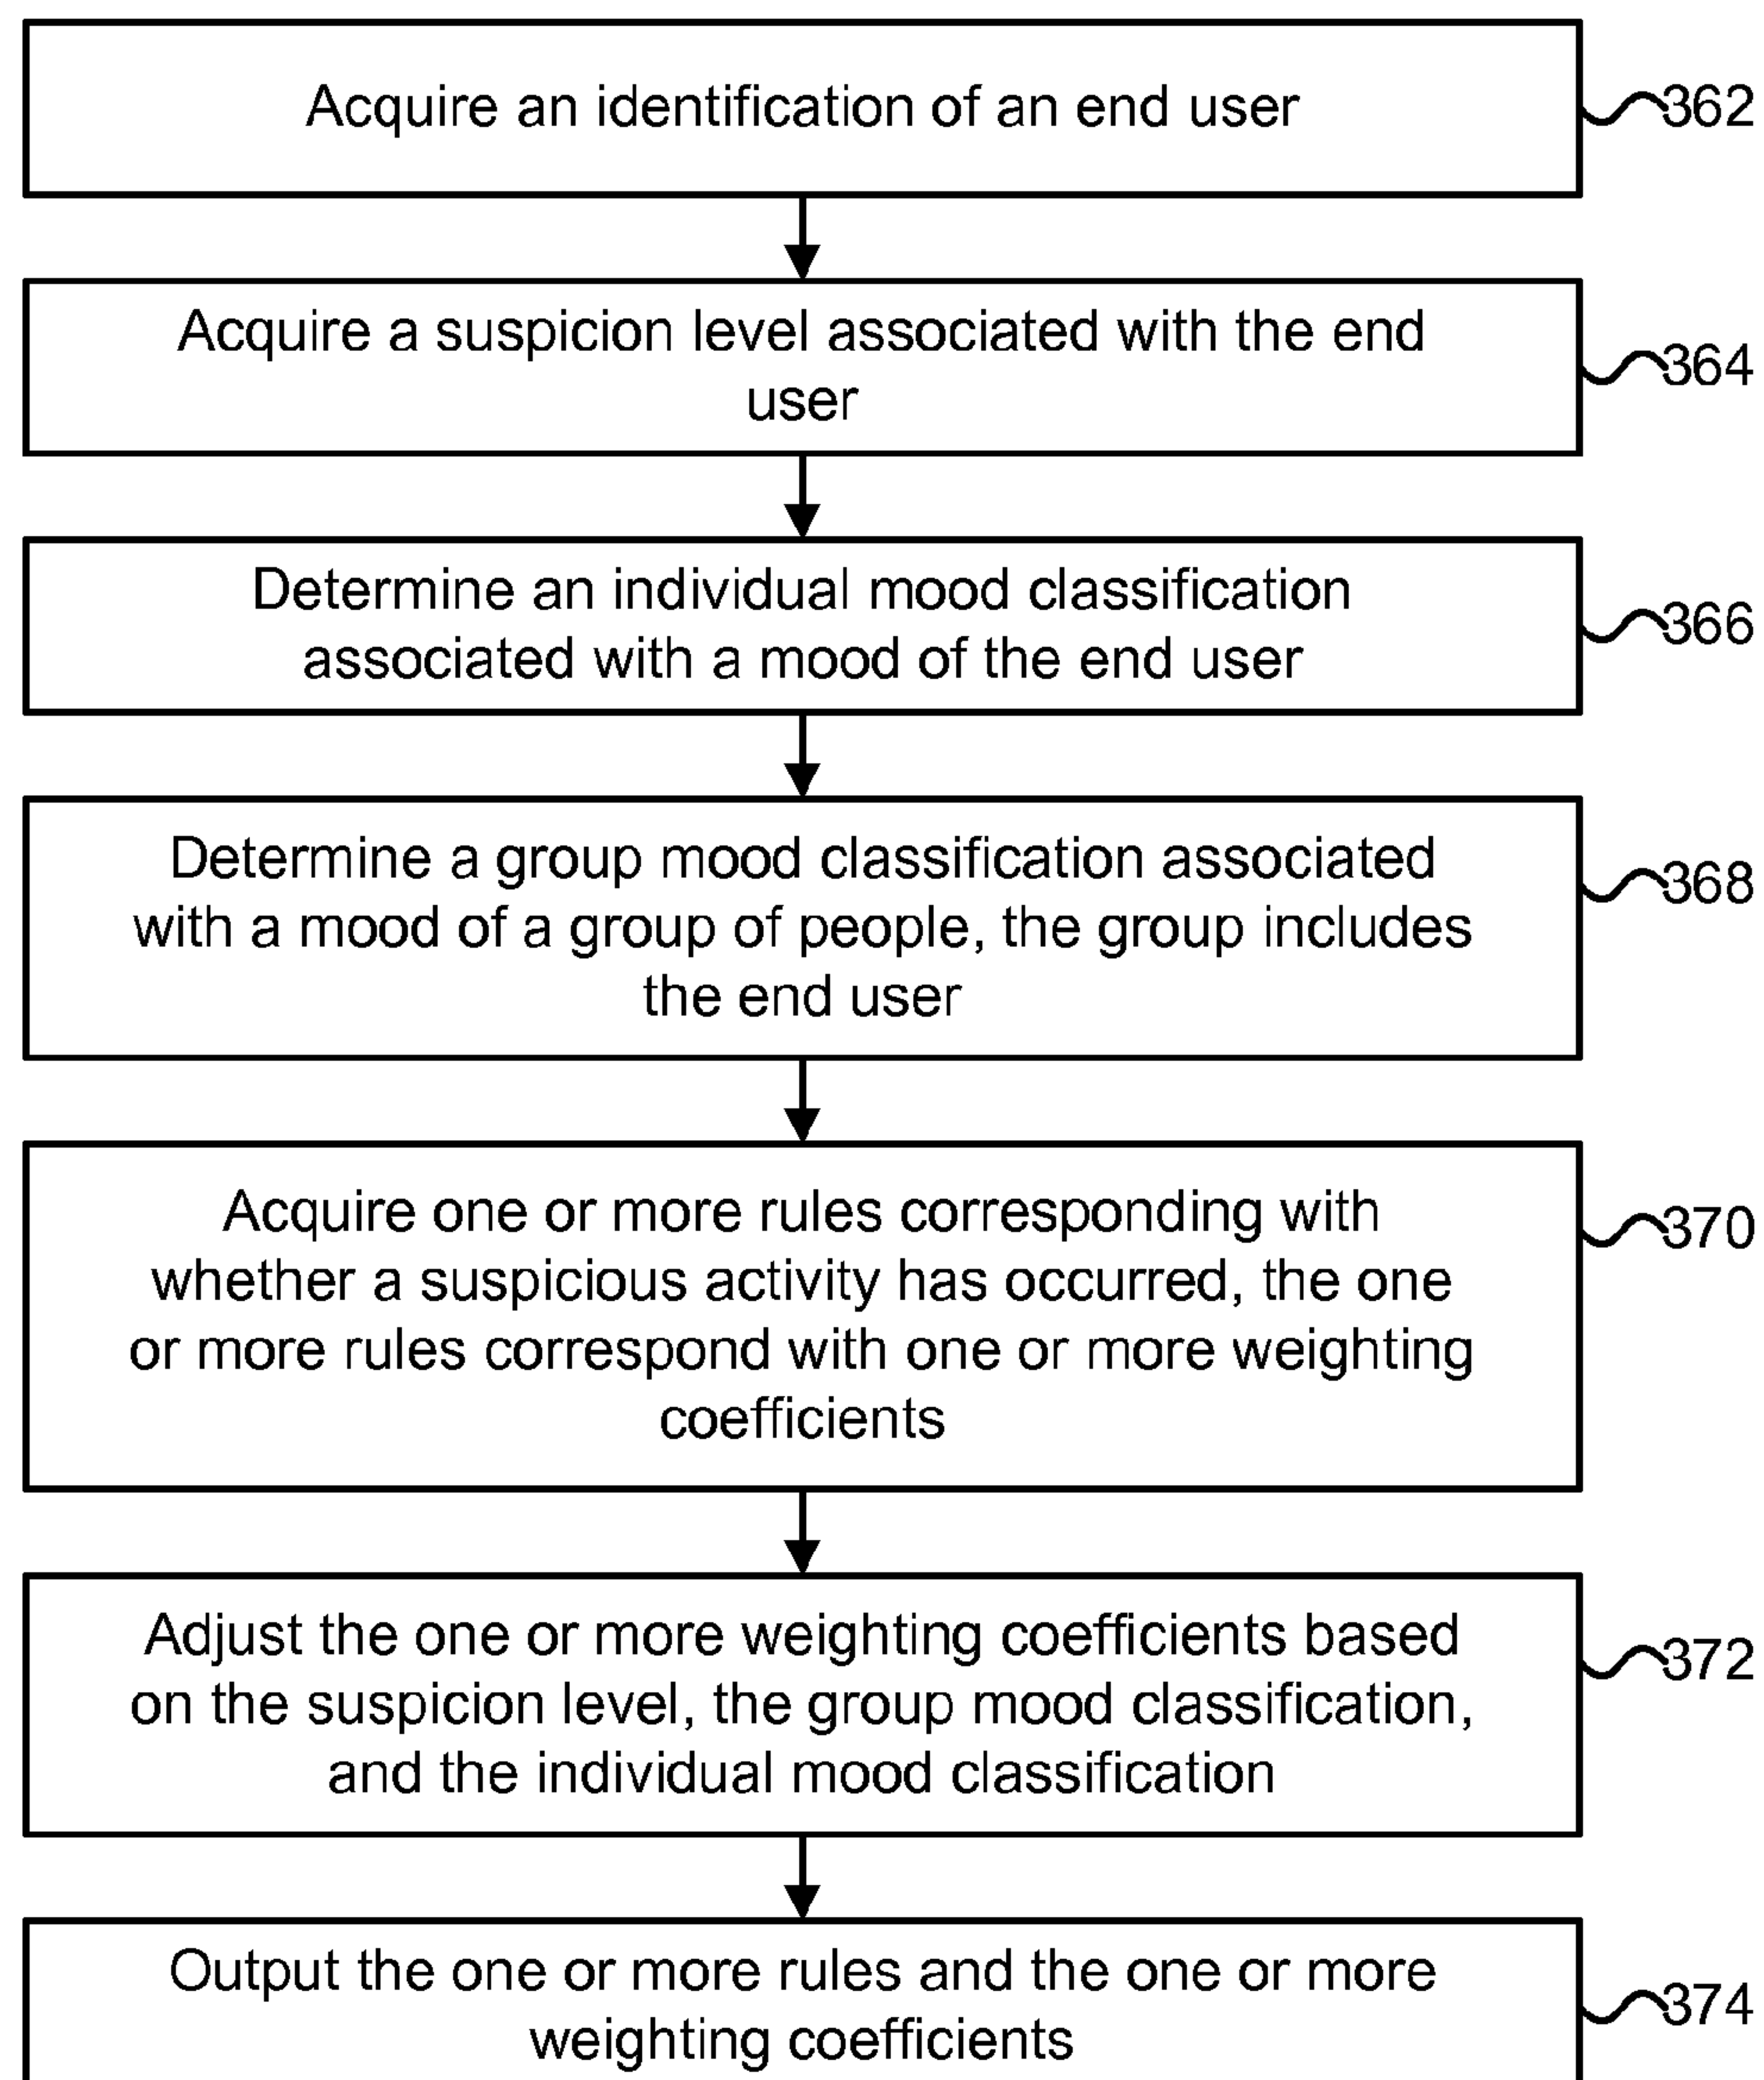 Acquire an identification of an end user
362
Acquire a suspicion level associated with the end
user
364
Determine an individual mood classification
associated with a mood of the end user
366
Determine a group mood classification associated
with a mood of a group of people, the group includes
the end user
368
Acquire one or more rules corresponding with
whether a suspicious activity has occurred, the one
or more rules correspond with one or more weighting
coefficients
370
Adjust the one or more weighting coefficients based
on the suspicion level, the group mood classification,
and the individual mood classification
372
Output the one or more rules and the one or more
weighting coefficients
374